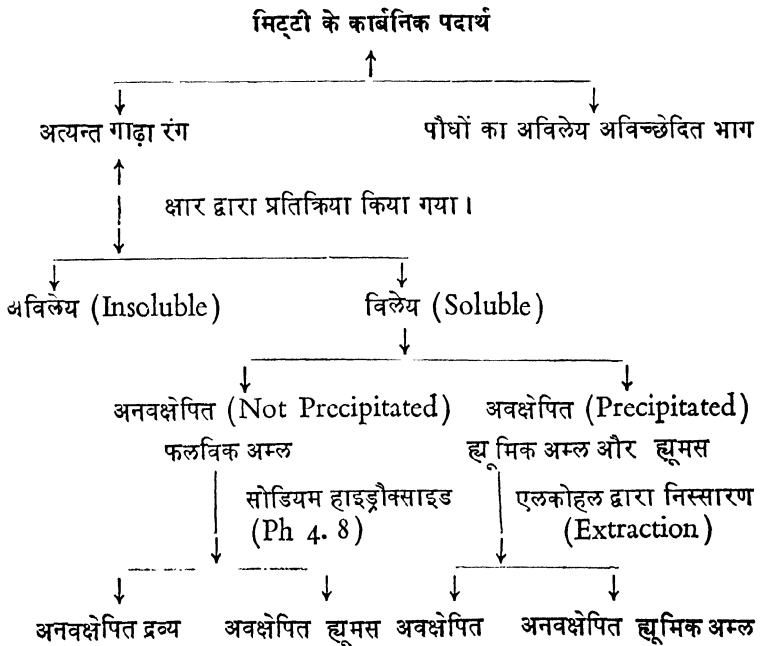 मिट्टी के कार्बनिक पदार्थ
अत्यन्त गाढ़ा रंग पौधों का अविलेय अविच्छेदित भाग
क्षार द्वारा प्रतिक्रिया किया गया ।
अविलेय (Insoluble) विलेय (Soluble)
अनवक्षेपित (Not Precipitated) अवक्षेपित (Precipitated)
फलविक अम्ल ह्यूमिक अम्ल और ह्यूमस
सोडियम हाइड्रौक्साइड एलकोहल द्वारा निस्सारण
(Ph 4. 8) (Extraction)
अनवक्षेपित द्रव्य अवक्षेपित ह्यूमस अवक्षेपित अनवक्षेपित ह्यूमिक अम्ल